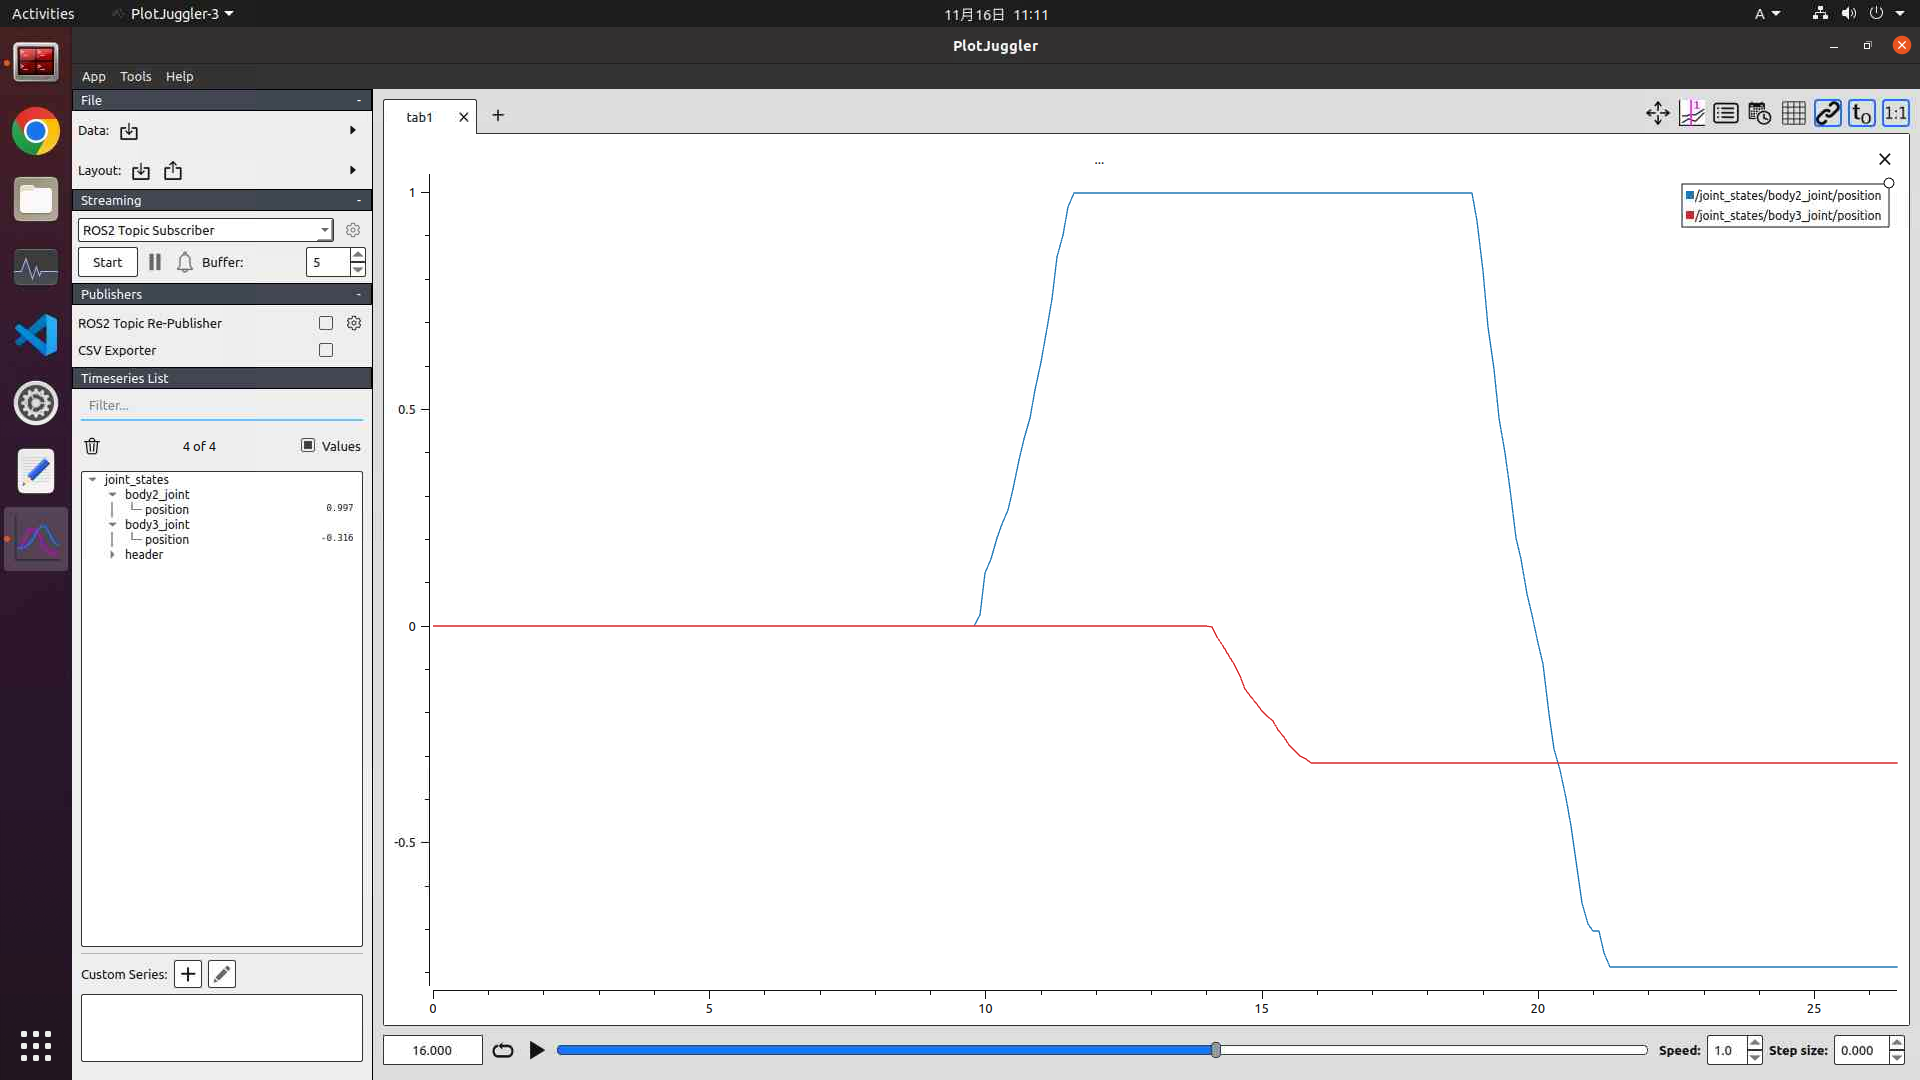 Activities PlotJuggler-3 11月16日 11:11 A
PlotJuggler
App Tools Help
File -
Data:
Layout:
Streaming -
ROS2 Topic Subscriber
Start Buffer: 5
Publishers -
ROS2 Topic Re-Publisher
CSV Exporter
Timeseries List
Filter...
4 of 4 Values
joint_states
body2_joint
position 0.997
body3_joint
position -0.316
header
Custom Series:
tab1
1
t0 1:1
...
/joint_states/body2_joint/position
/joint_states/body3_joint/position
1
0.5
0
-0.5
0 5 10 15 20 25
16.000 Speed: 1.0 Step size: 0.000